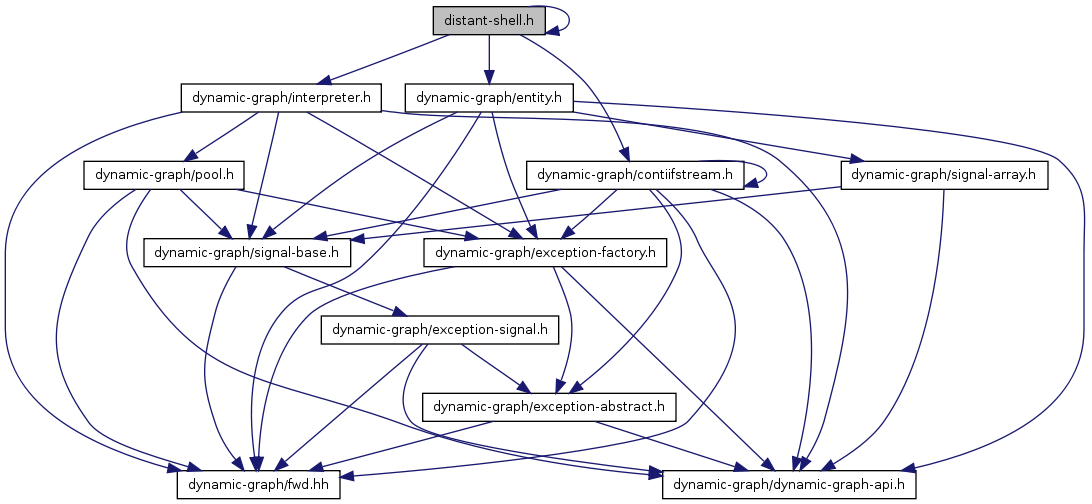 distant-shell.h
dynamic-graph/interpreter.h
dynamic-graph/entity.h
dynamic-graph/pool.h
dynamic-graph/contiifstream.h
dynamic-graph/signal-array.h
dynamic-graph/signal-base.h
dynamic-graph/exception-factory.h
dynamic-graph/exception-signal.h
dynamic-graph/exception-abstract.h
dynamic-graph/fwd.hh
dynamic-graph/dynamic-graph-api.h